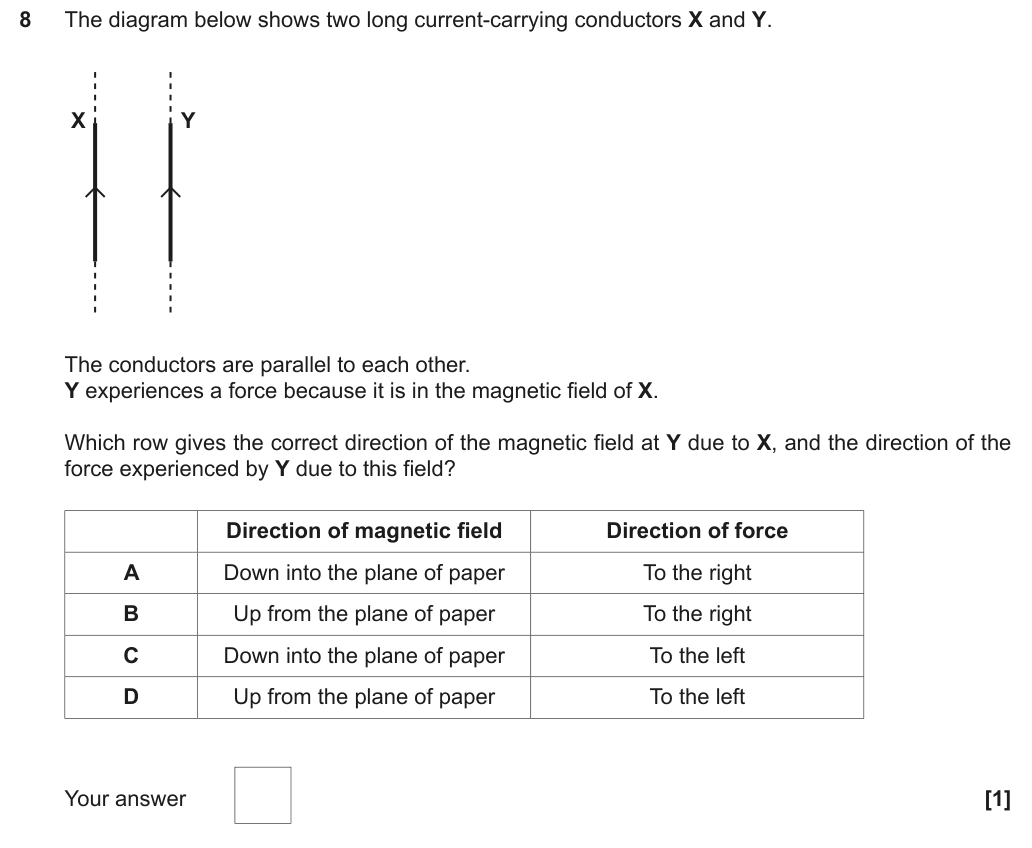 8 The diagram below shows two long current-carrying conductors X and Y.
X Y
The conductors are parallel to each other.
Y experiences a force because it is in the magnetic field of X.
Which row gives the correct direction of the magnetic field at Y due to X, and the direction of the
force experienced by Y due to this field?
Direction of magnetic field Direction of force
A Down into the plane of paper To the right
B Up from the plane of paper To the right
C Down into the plane of paper To the left
D Up from the plane of paper To the left
Your answer [1]